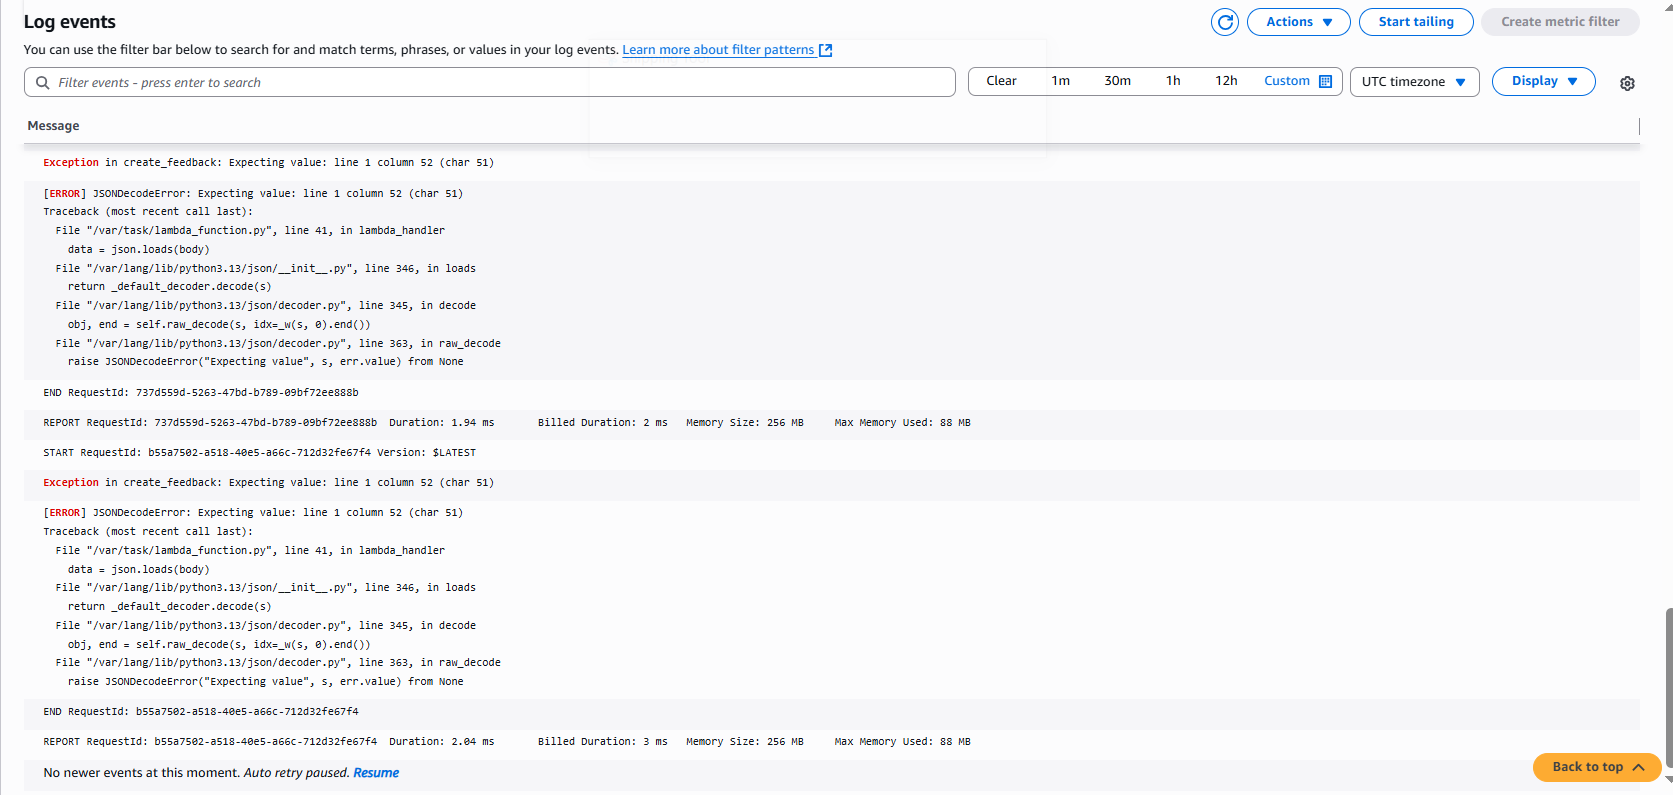 Log events
Actions
Start tailing
Create metric filter
You can use the filter bar below to search for and match terms, phrases, or values in your log events. Learn more about filter patterns
Filter events - press enter to search
Clear 1m 30m 1h 12h Custom
UTC timezone
Display
Message
Exception in create_feedback: Expecting value: line 1 column 52 (char 51)
[ERROR] JSONDecodeError: Expecting value: line 1 column 52 (char 51)
Traceback (most recent call last):
File "/var/task/lambda_function.py", line 41, in lambda_handler
data = json.loads(body)
File "/var/lang/lib/python3.13/json/__init__.py", line 346, in loads
return _default_decoder.decode(s)
File "/var/lang/lib/python3.13/json/decoder.py", line 345, in decode
obj, end = self.raw_decode(s, idx=_w(s, 0).end())
File "/var/lang/lib/python3.13/json/decoder.py", line 363, in raw_decode
raise JSONDecodeError("Expecting value", s, err.value) from None
END RequestId: 737d559d-5263-47bd-b789-09bf72ee888b
REPORT RequestId: 737d559d-5263-47bd-b789-09bf72ee888b Duration: 1.94 ms Billed Duration: 2 ms Memory Size: 256 MB Max Memory Used: 88 MB
START RequestId: b55a7502-a518-40e5-a66c-712d32fe67f4 Version: $LATEST
Exception in create_feedback: Expecting value: line 1 column 52 (char 51)
[ERROR] JSONDecodeError: Expecting value: line 1 column 52 (char 51)
Traceback (most recent call last):
File "/var/task/lambda_function.py", line 41, in lambda_handler
data = json.loads(body)
File "/var/lang/lib/python3.13/json/__init__.py", line 346, in loads
return _default_decoder.decode(s)
File "/var/lang/lib/python3.13/json/decoder.py", line 345, in decode
obj, end = self.raw_decode(s, idx=_w(s, 0).end())
File "/var/lang/lib/python3.13/json/decoder.py", line 363, in raw_decode
raise JSONDecodeError("Expecting value", s, err.value) from None
END RequestId: b55a7502-a518-40e5-a66c-712d32fe67f4
REPORT RequestId: b55a7502-a518-40e5-a66c-712d32fe67f4 Duration: 2.04 ms Billed Duration: 3 ms Memory Size: 256 MB Max Memory Used: 88 MB
No newer events at this moment. Auto retry paused. Resume
Back to top